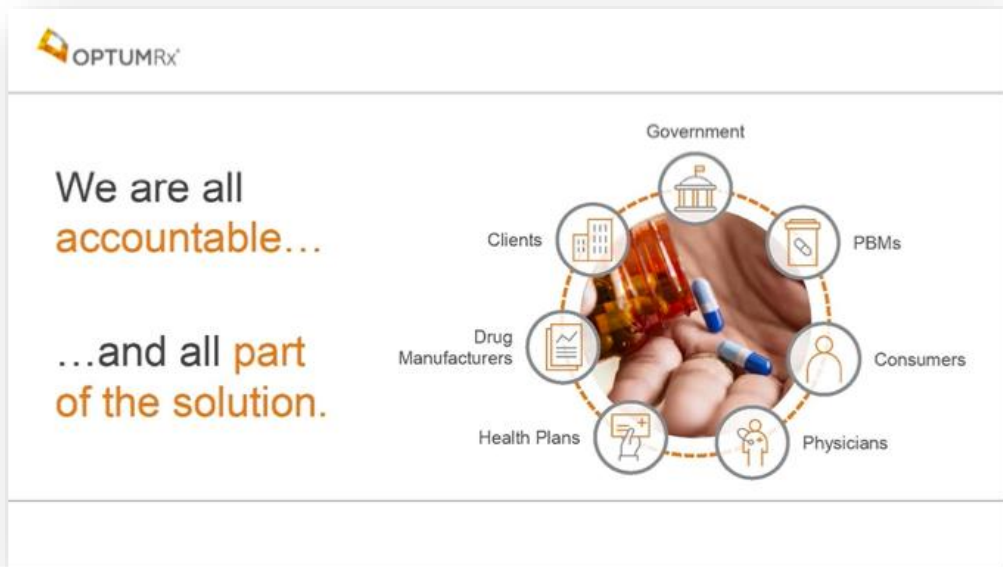 OPTUMRx®
We are all
accountable…
…and all part
of the solution.
Government
PBMs
Consumers
Physicians
Health Plans
Drug
Manufacturers
Clients